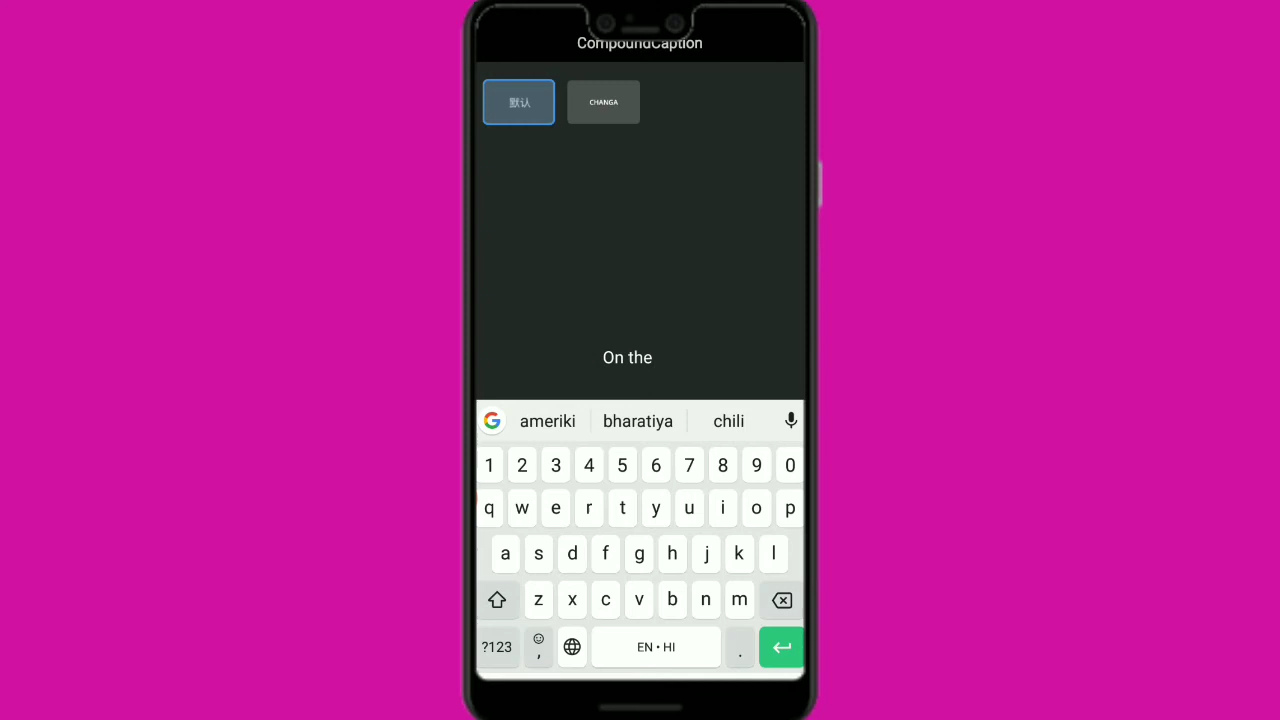 CompoundCaption
默认 CHANGA
On the
ameriki bharatiya chili
1 2 3 4 5 6 7 8 9 0
q w e r t y u i o p
a s d f g h j k l
z x c v b n m
?123 , EN • HI .